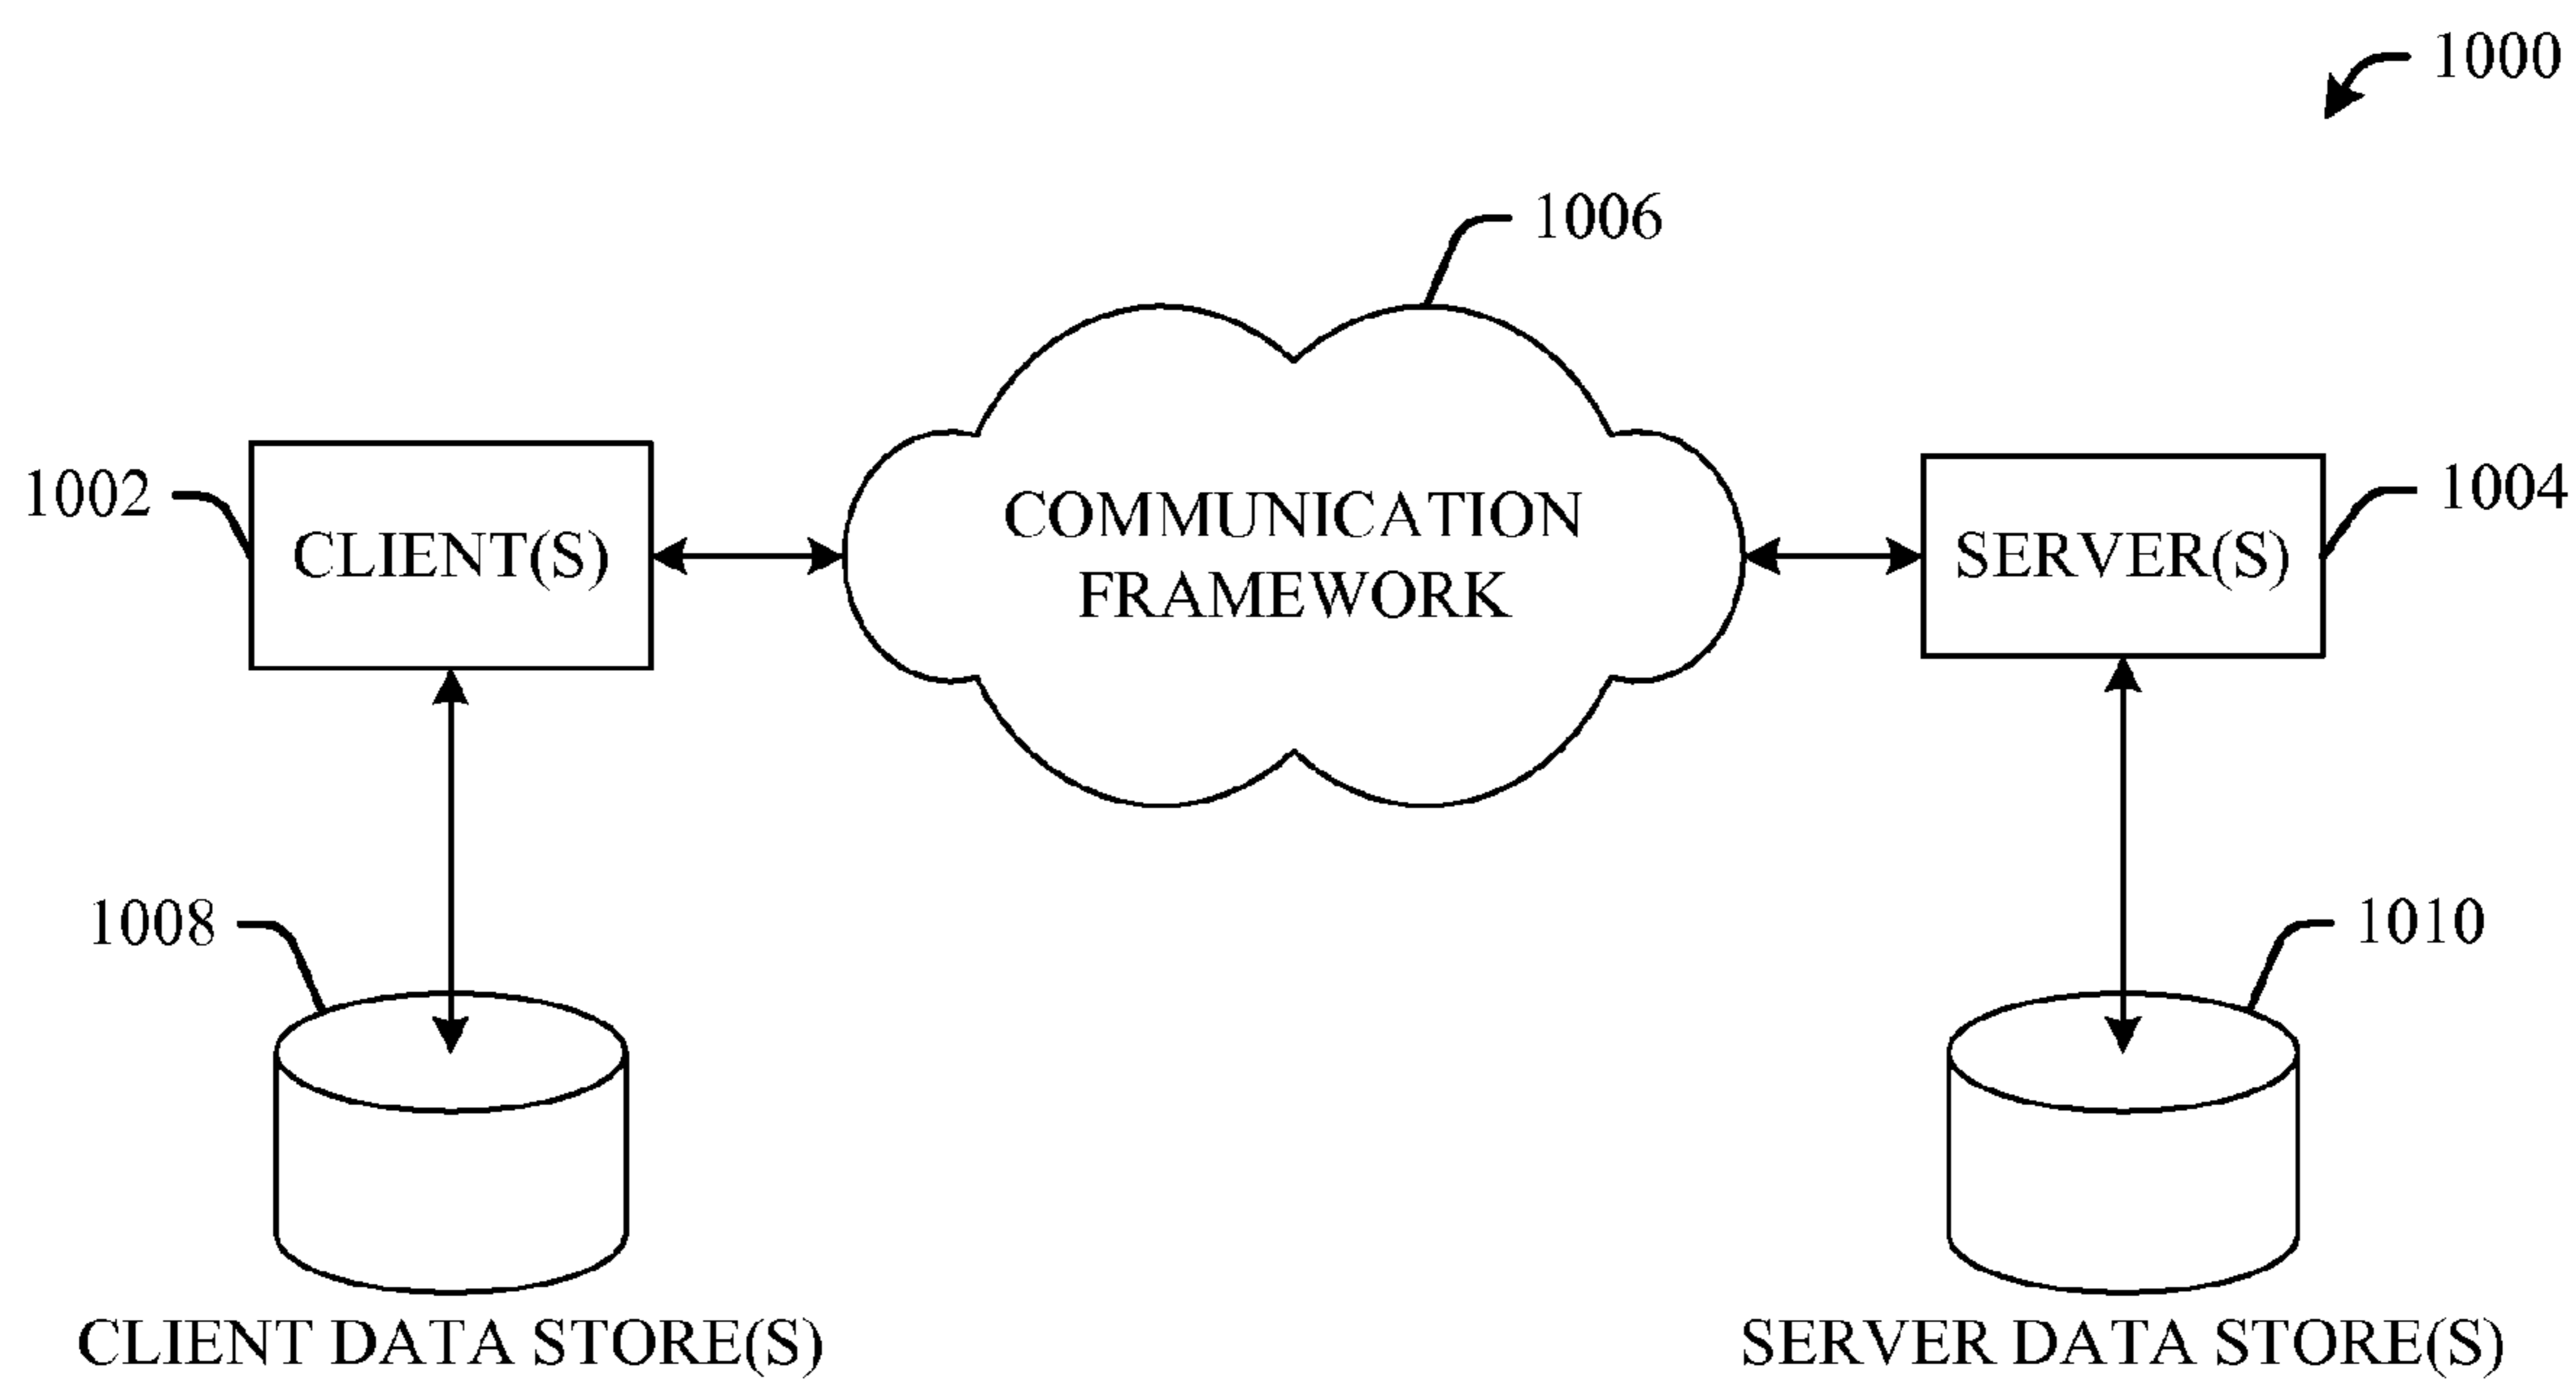 1000
1006
1002
CLIENT(S)
COMMUNICATION
FRAMEWORK
SERVER(S)
1004
1008
1010
CLIENT DATA STORE(S)
SERVER DATA STORE(S)